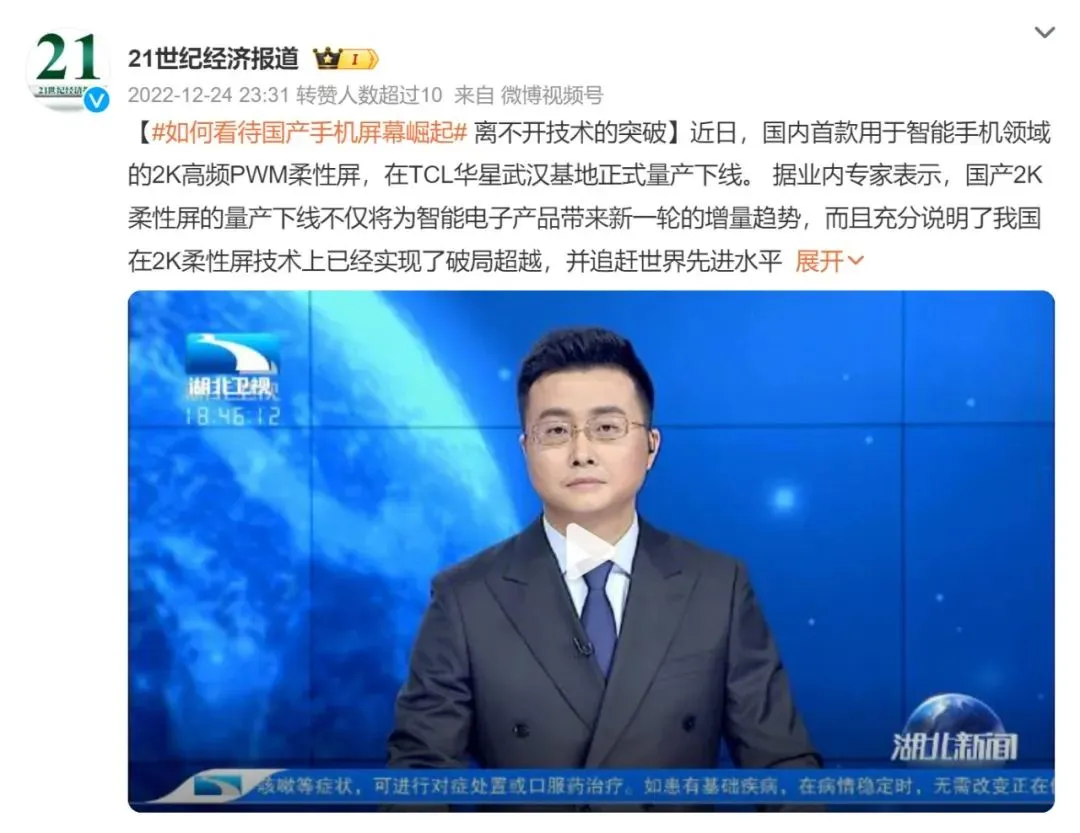 21
21世纪经济报道
2022-12-24 23:31 转赞人数超过10 来自 微博视频号
【#如何看待国产手机屏幕崛起# 离不开技术的突破】近日，国内首款用于智能手机领域
的2K高频PWM柔性屏，在TCL华星武汉基地正式量产下线。 据业内专家表示，国产2K
柔性屏的量产下线不仅将为智能电子产品带来新一轮的增量趋势，而且充分说明了我国
在2K柔性屏技术上已经实现了破局超越，并追赶世界先进水平 展开
湖北卫视
18:46:12
湖北新闻
咳嗽等症状，可进行对症处置或口服药治疗。如患有基础疾病，在病情稳定时，无需改变正在